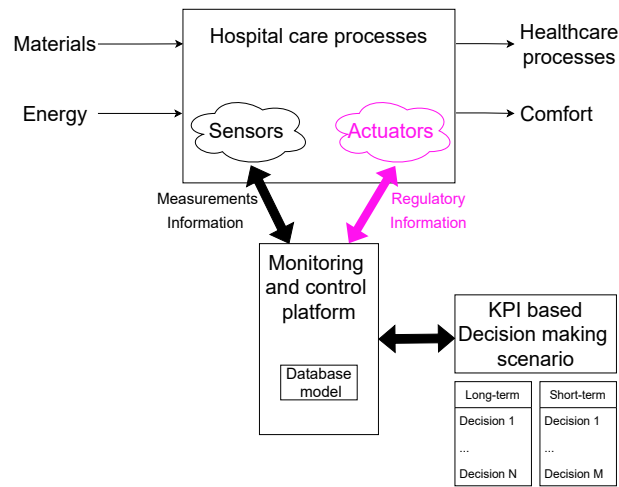 Materials
Hospital care processes
Healthcare
processes
Energy
Comfort
Sensors
Actuators
Measurements
Information
Regulatory
Information
Monitoring
and control
platform
Database
model
KPI based
Decision making
scenario
Long-term
Decision 1
...
Decision N
Short-term
Decision 1
...
Decision M